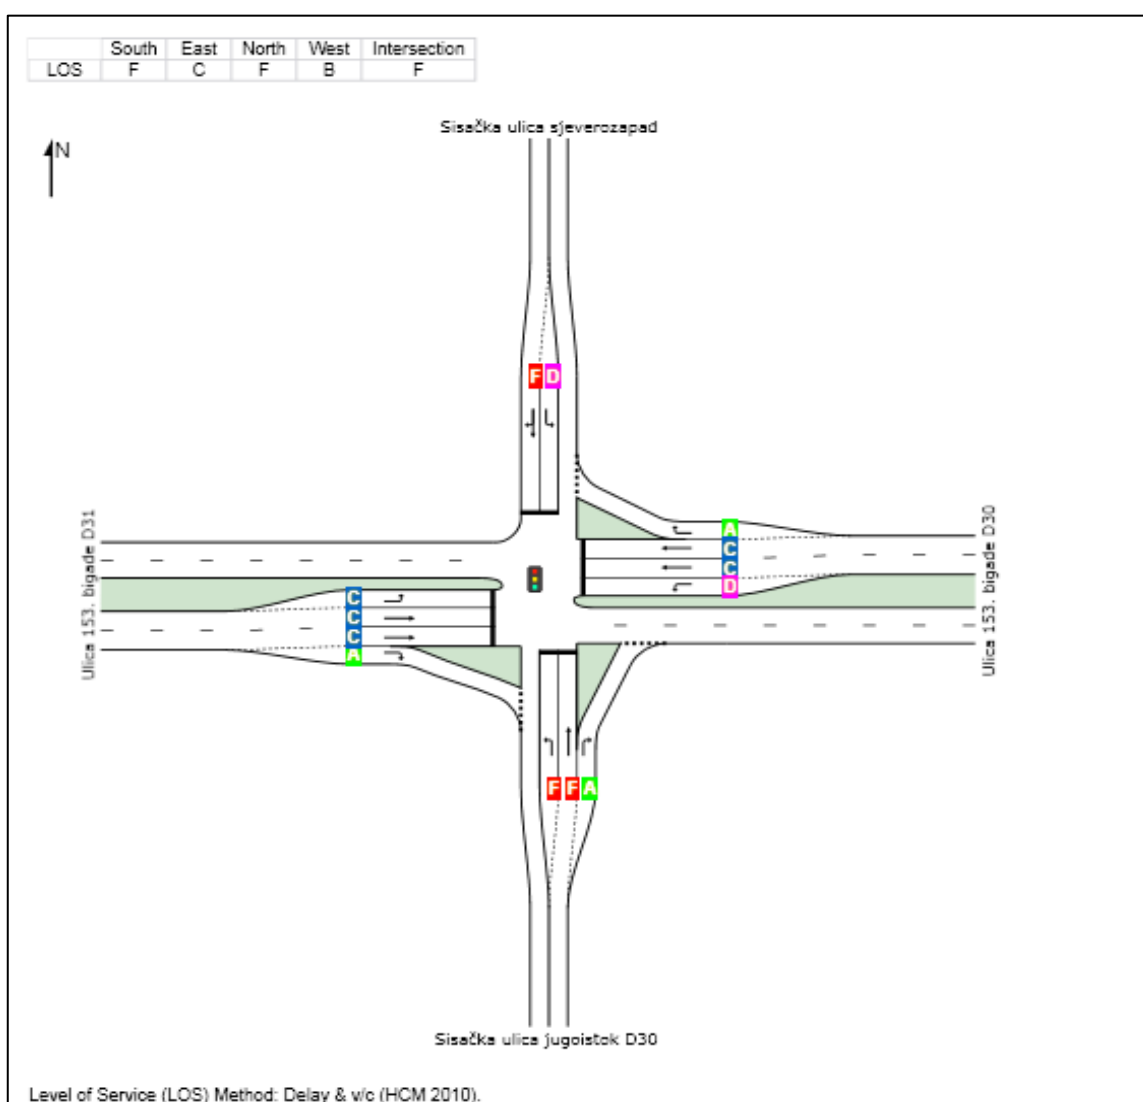 South East North West Intersection
LOS F C F B F
Sisačka ulica sjeverozapad
N
F D
Ulica 153. bigade D31
Ulica 153. bigade D30
A
C
C
D
C
C
C
A
F F A
Sisačka ulica jugoistok D30
Level of Service (LOS) Method: Delay & v/c (HCM 2010).